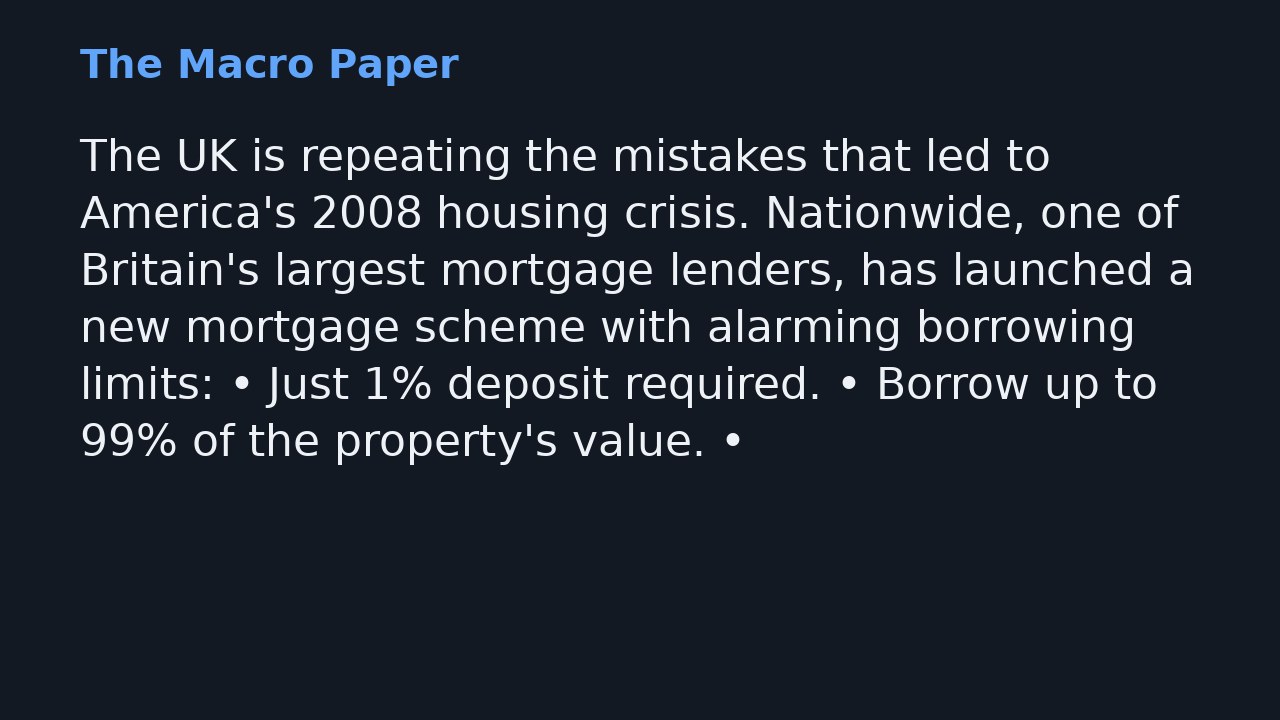 The Macro Paper
The UK is repeating the mistakes that led to
America's 2008 housing crisis. Nationwide, one of
Britain's largest mortgage lenders, has launched a
new mortgage scheme with alarming borrowing
limits: • Just 1% deposit required. • Borrow up to
99% of the property's value. •